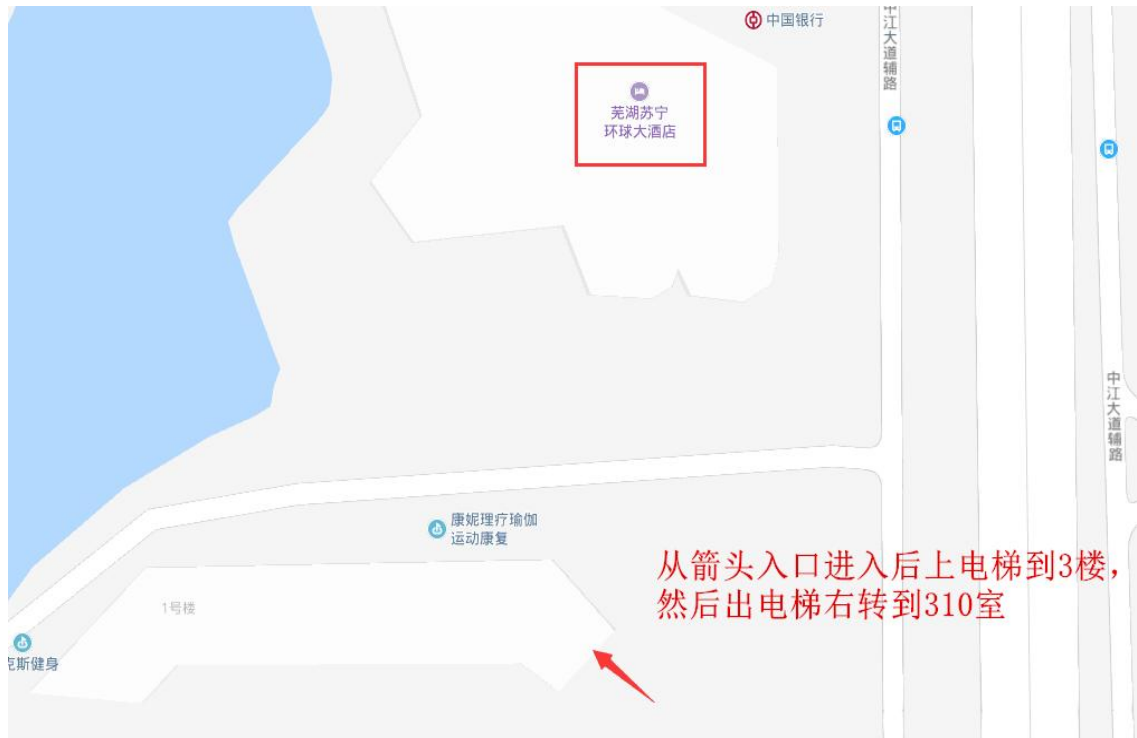 中国银行
中江大道辅路
芜湖苏宁
环球大酒店
中江大道辅路
康妮理疗瑜伽
运动康复
从箭头入口进入后上电梯到3楼，
然后出电梯右转到310室
1号楼
克斯健身